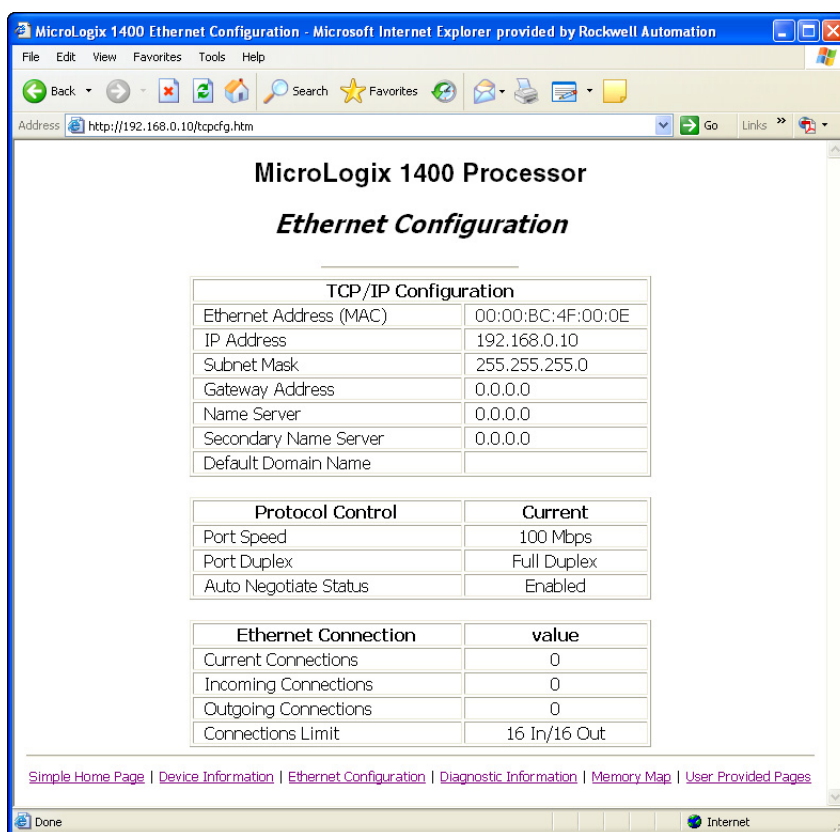 MicroLogix 1400 Ethernet Configuration - Microsoft Internet Explorer provided by Rockwell Automation
File Edit View Favorites Tools Help
Back Search Favorites
Address http://192.168.0.10/tcpcfg.htm Go Links »
MicroLogix 1400 Processor
Ethernet Configuration
TCP/IP Configuration
Ethernet Address (MAC) 00:00:BC:4F:00:0E
IP Address 192.168.0.10
Subnet Mask 255.255.255.0
Gateway Address 0.0.0.0
Name Server 0.0.0.0
Secondary Name Server 0.0.0.0
Default Domain Name
Protocol Control Current
Port Speed 100 Mbps
Port Duplex Full Duplex
Auto Negotiate Status Enabled
Ethernet Connection value
Current Connections 0
Incoming Connections 0
Outgoing Connections 0
Connections Limit 16 In/16 Out
Simple Home Page | Device Information | Ethernet Configuration | Diagnostic Information | Memory Map | User Provided Pages
Done Internet